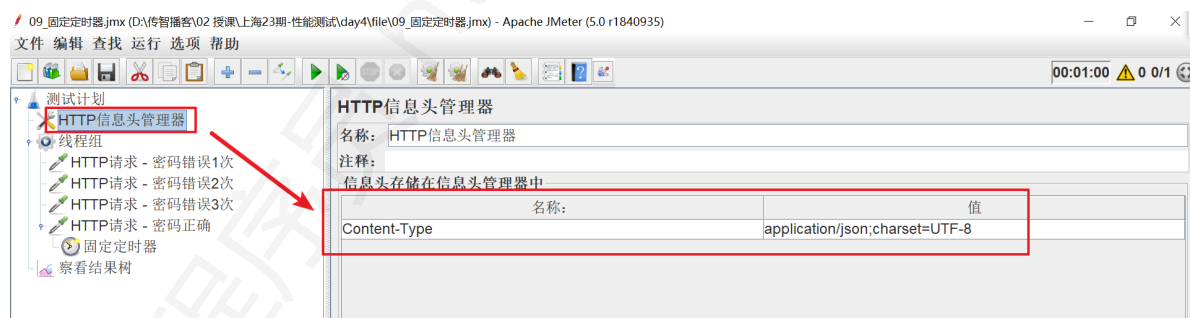 09_固定定时器.jmx (D:\传智播客\02 授课\上海23期-性能测试\day4\file\09_固定定时器.jmx) - Apache JMeter (5.0 r1840935)
文件 编辑 查找 运行 选项 帮助
00:01:00 0 0/1
测试计划
HTTP信息头管理器
线程组
HTTP请求 - 密码错误1次
HTTP请求 - 密码错误2次
HTTP请求 - 密码错误3次
HTTP请求 - 密码正确
固定定时器
察看结果树
HTTP信息头管理器
名称: HTTP信息头管理器
注释:
信息头存储在信息头管理器中
名称: 值
Content-Type application/json;charset=UTF-8